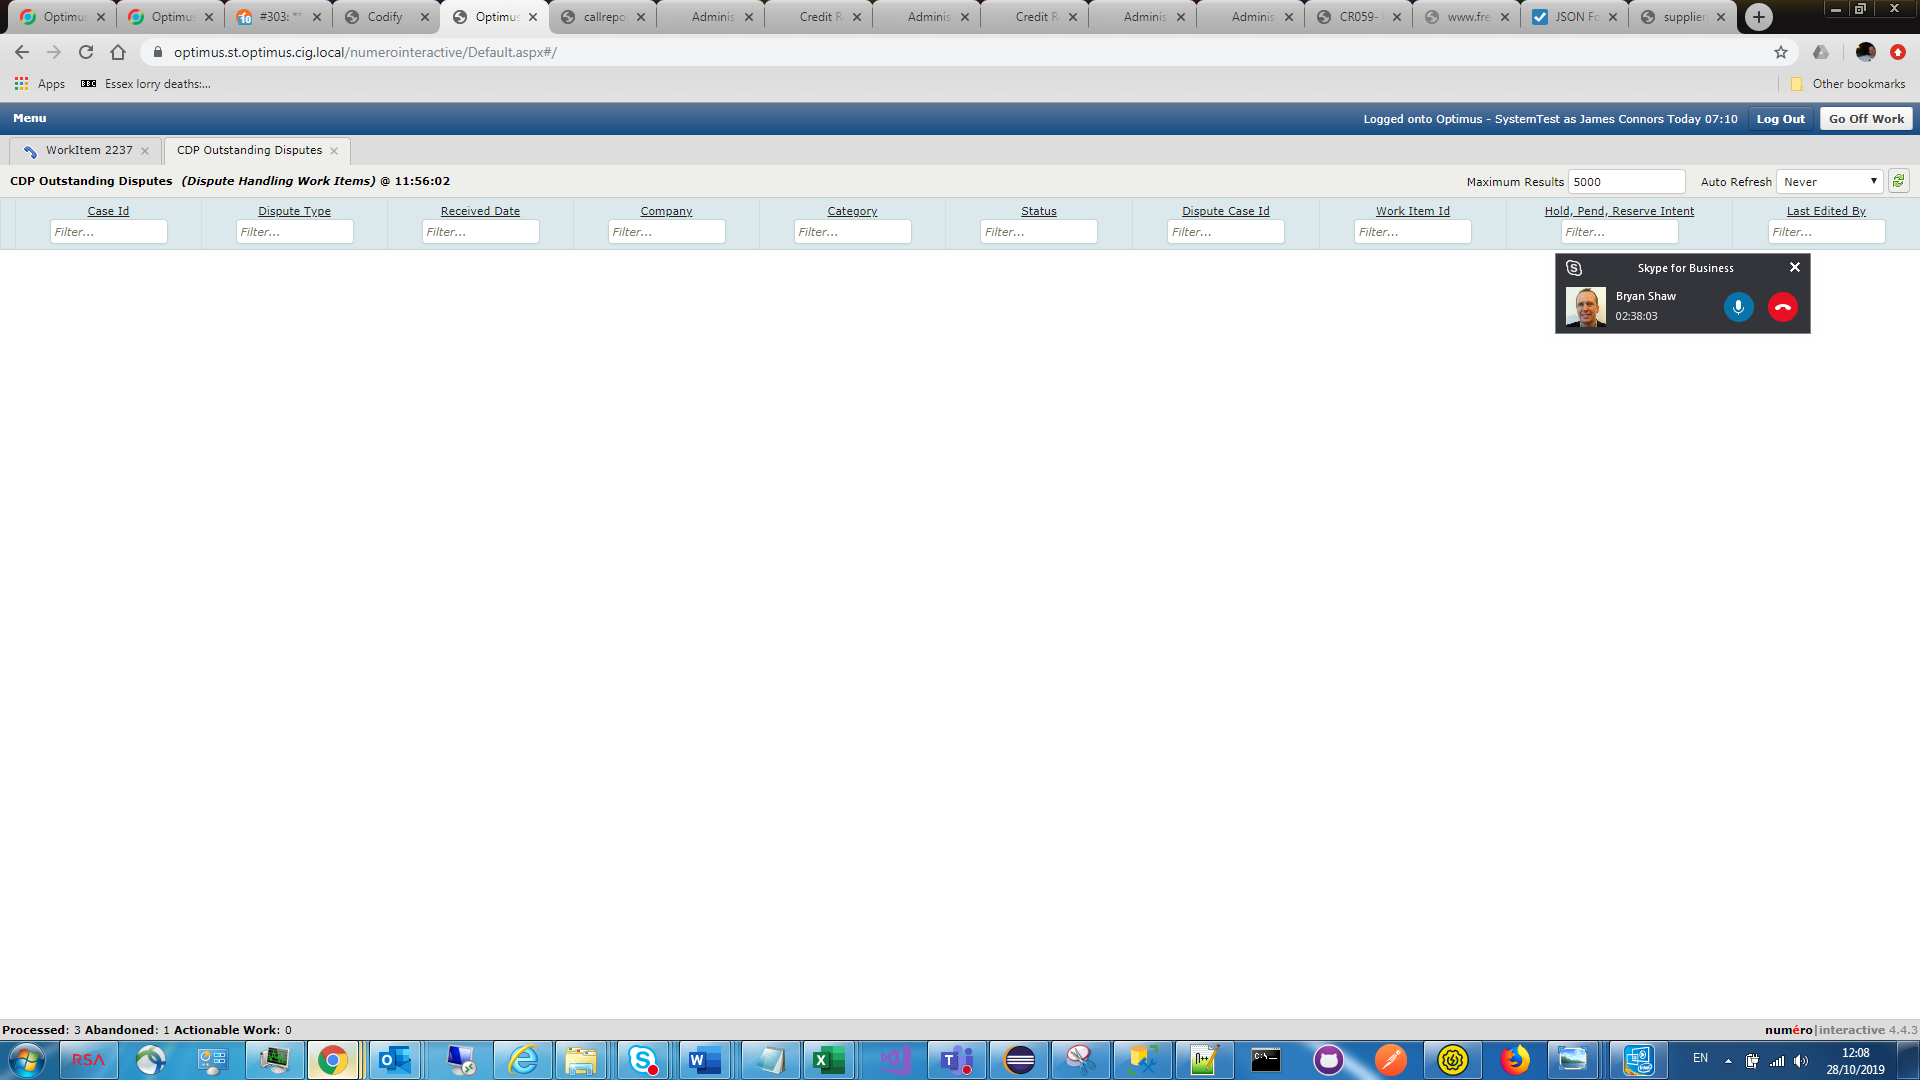 Optimus Optimus #303: ** Codify Optimus callrepo Adminis Credit R Adminis Credit R Adminis Adminis CR059- www.fre JSON Fo supplier
optimus.st.optimus.cig.local/numerointeractive/Default.aspx#/
Apps BBC Essex lorry deaths:... Other bookmarks
Menu Logged onto Optimus - SystemTest as James Connors Today 07:10 Log Out Go Off Work
WorkItem 2237 CDP Outstanding Disputes
CDP Outstanding Disputes (Dispute Handling Work Items) @ 11:56:02 Maximum Results 5000 Auto Refresh Never
Case Id Dispute Type Received Date Company Category Status Dispute Case Id Work Item Id Hold, Pend, Reserve Intent Last Edited By
Filter... Filter... Filter... Filter... Filter... Filter... Filter... Filter... Filter... Filter...
Skype for Business
Bryan Shaw
02:38:03
Processed: 3 Abandoned: 1 Actionable Work: 0 numéro|interactive 4.4.3
RSA EN 12:08
28/10/2019